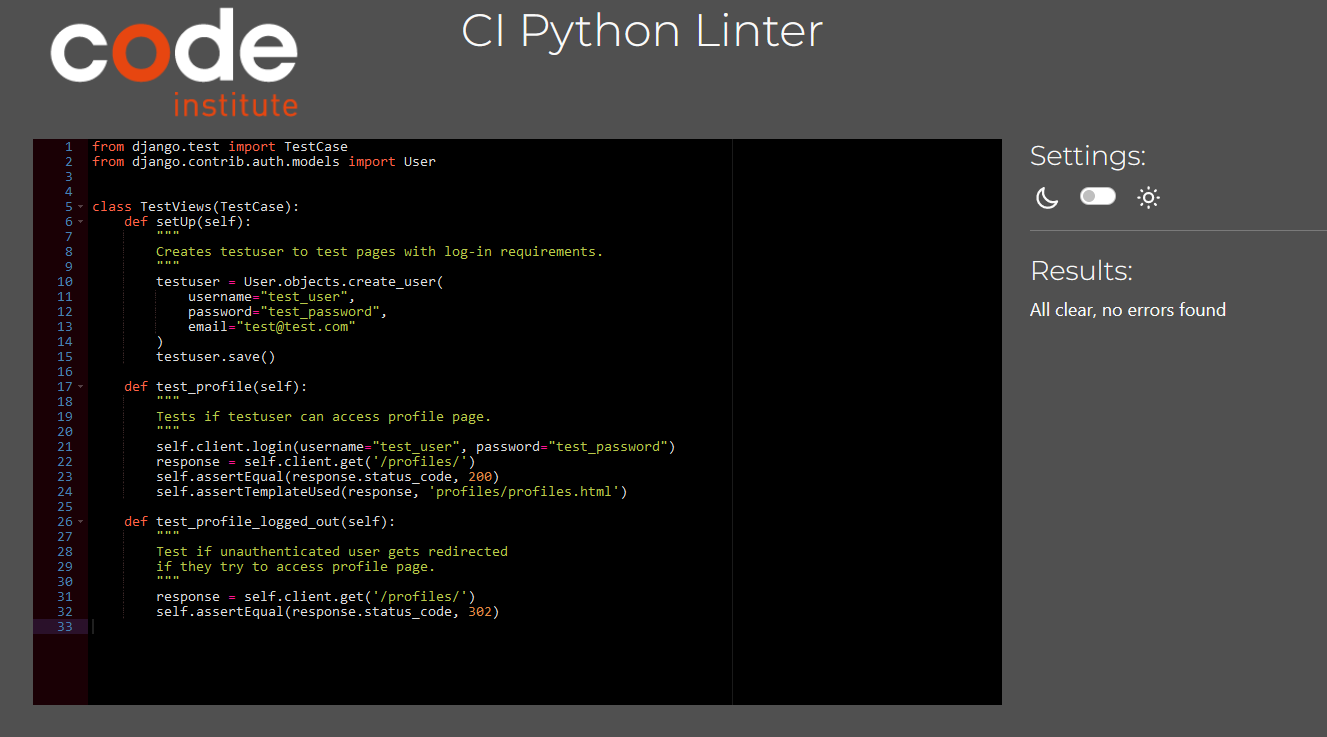 code
institute
CI Python Linter
1 from django.test import TestCase
2 from django.contrib.auth.models import User
3
4
5 class TestViews(TestCase):
6     def setUp(self):
7         """
8         Creates testuser to test pages with log-in requirements.
9         """
10         testuser = User.objects.create_user(
11             username="test_user",
12             password="test_password",
13             email="test@test.com"
14         )
15         testuser.save()
16
17     def test_profile(self):
18         """
19         Tests if testuser can access profile page.
20         """
21         self.client.login(username="test_user", password="test_password")
22         response = self.client.get('/profiles/')
23         self.assertEqual(response.status_code, 200)
24         self.assertTemplateUsed(response, 'profiles/profiles.html')
25
26     def test_profile_logged_out(self):
27         """
28         Test if unauthenticated user gets redirected
29         if they try to access profile page.
30         """
31         response = self.client.get('/profiles/')
32         self.assertEqual(response.status_code, 302)
33
Settings:
Results:
All clear, no errors found